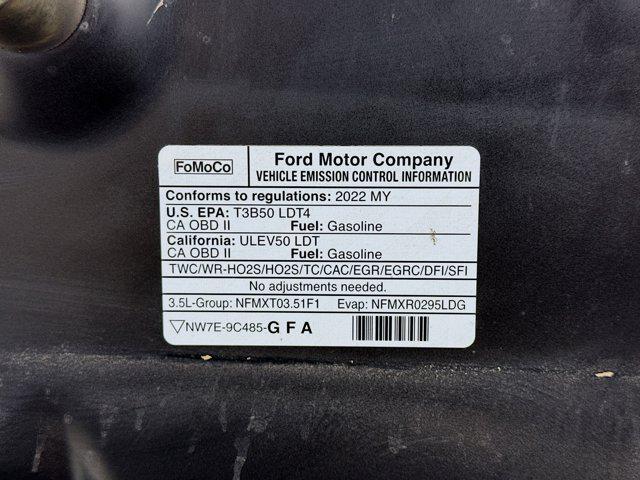 FoMoCo
Ford Motor Company
VEHICLE EMISSION CONTROL INFORMATION
Conforms to regulations: 2022 MY
U.S. EPA: T3B50 LDT4
CA OBD II Fuel: Gasoline
California: ULEV50 LDT
CA OBD II Fuel: Gasoline
TWC/WR-HO2S/HO2S/TC/CAC/EGR/EGRC/DFI/SFI
No adjustments needed.
3.5L-Group: NFMXT03.51F1 Evap: NFMXR0295LDG
NW7E-9C485-G F A